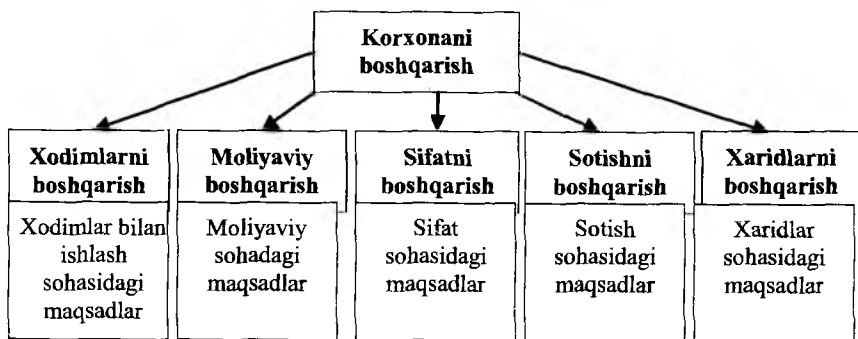 Korxonani
boshqarish
Xodimlarni
boshqarish
Xodimlar bilan
ishlash
sohasidagi
maqsadlar
Moliyaviy
boshqarish
Moliyaviy
sohadagi
maqsadlar
Sifatni
boshqarish
Sifat
sohasidagi
maqsadlar
Sotishni
boshqarish
Sotish
sohasidagi
maqsadlar
Xaridlarni
boshqarish
Xaridlar
sohasidagi
maqsadlar